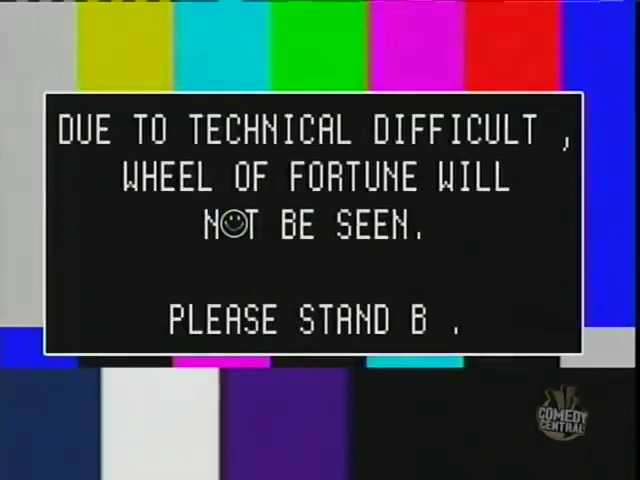 DUE TO TECHNICAL DIFFICULT ,
WHEEL OF FORTUNE WILL
N☺T BE SEEN.
PLEASE STAND B .
COMEDY
CENTRAL